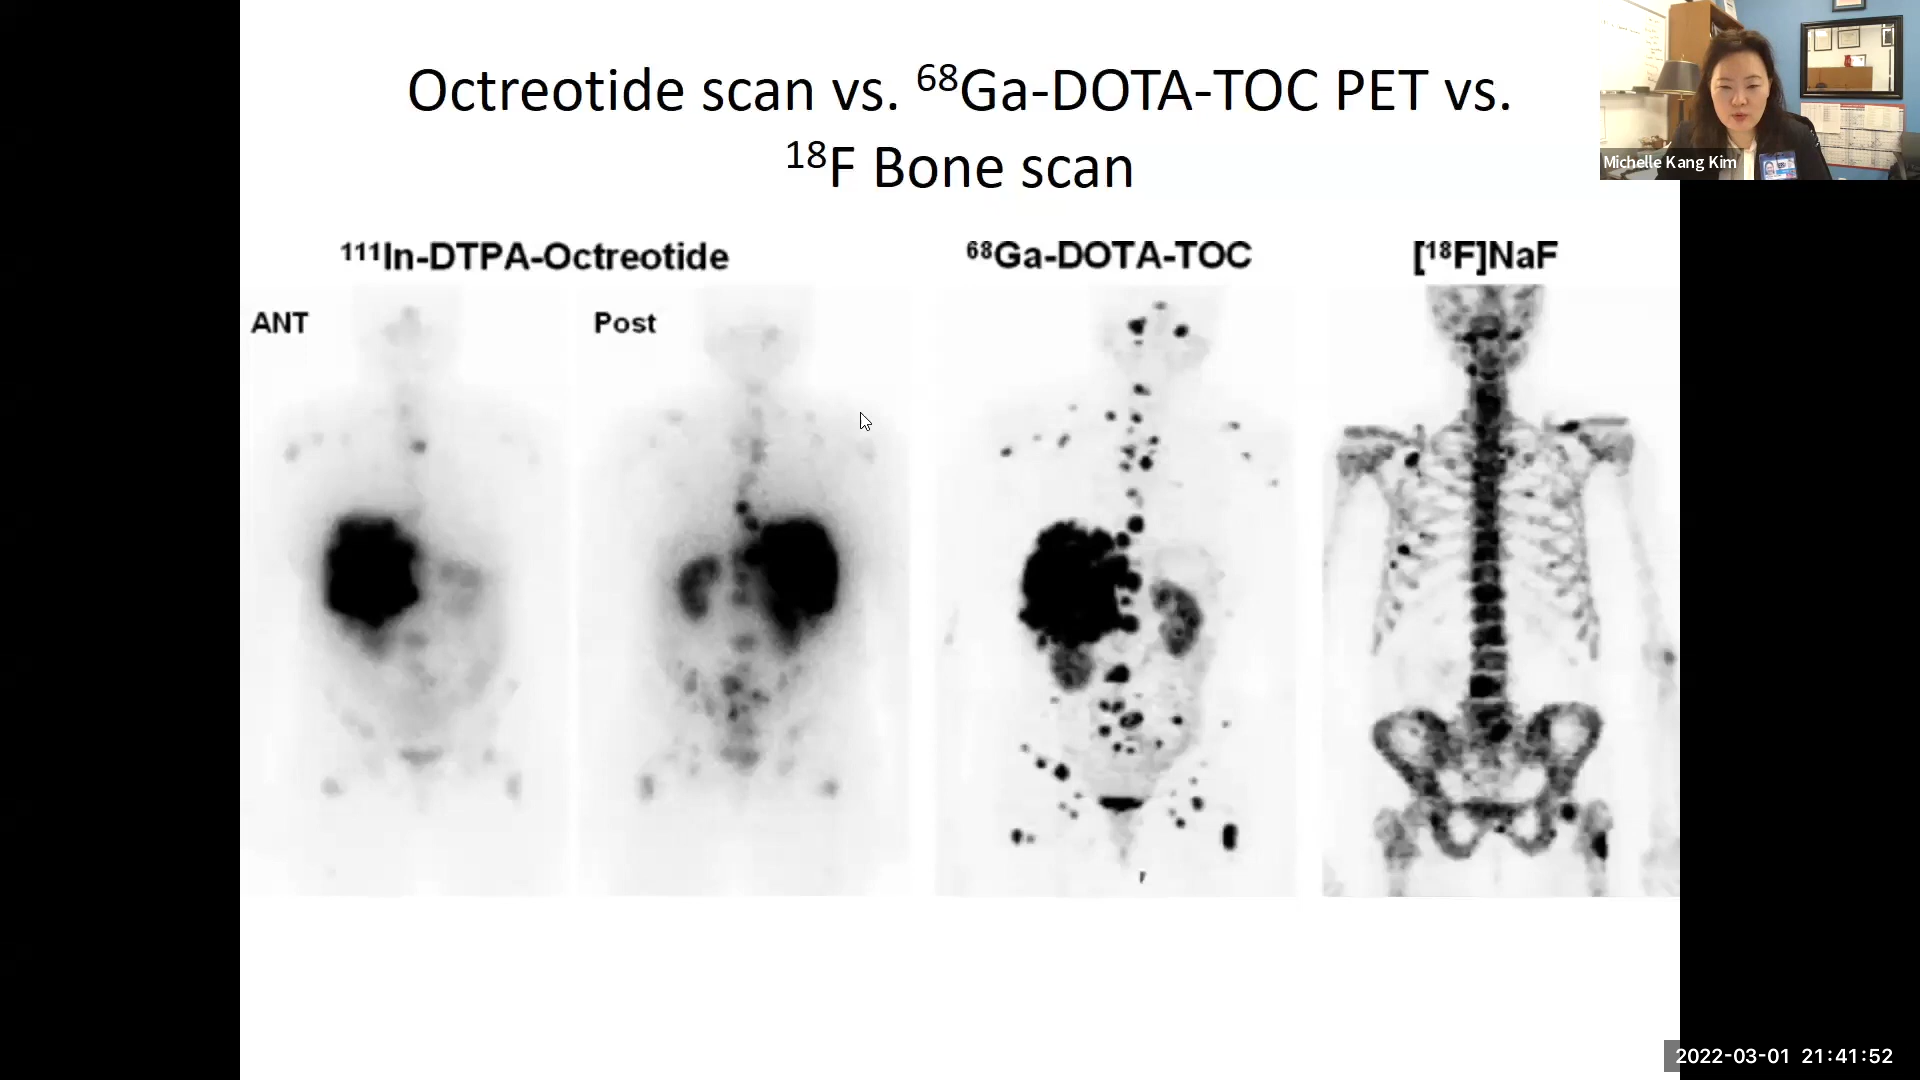 Octreotide scan vs. ⁶⁸Ga-DOTA-TOC PET vs.
¹⁸F Bone scan
Michelle Kang Kim
¹¹¹In-DTPA-Octreotide
⁶⁸Ga-DOTA-TOC
[¹⁸F]NaF
ANT
Post
2022-03-01 21:41:52